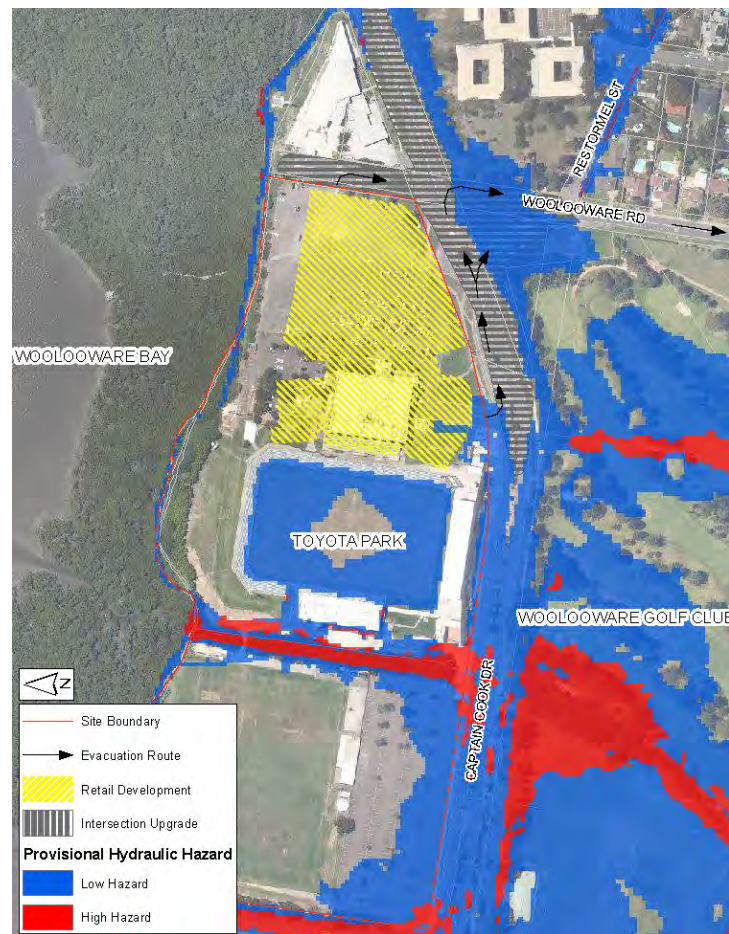 RESTORMEL ST
WOOLOOWARE RD
WOOLOOWARE BAY
TOYOTA PARK
WOOLOOWARE GOLF CLUB
CAPTAIN COOK DR
N
Site Boundary
Evacuation Route
Retail Development
Intersection Upgrade
Provisional Hydraulic Hazard
Low Hazard
High Hazard